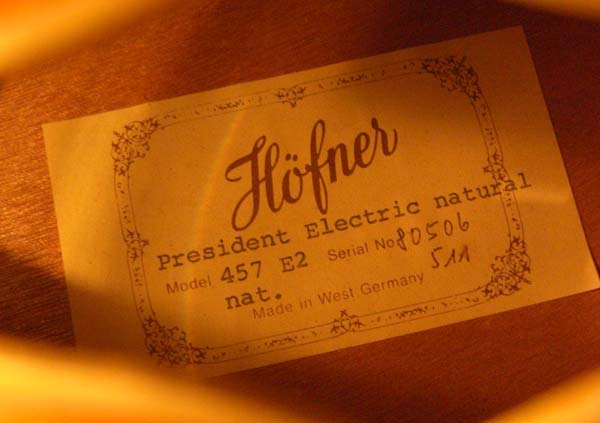 Höfner
President Electric natural
Model 457 E2 Serial No 80506
nat. 511
Made in West Germany